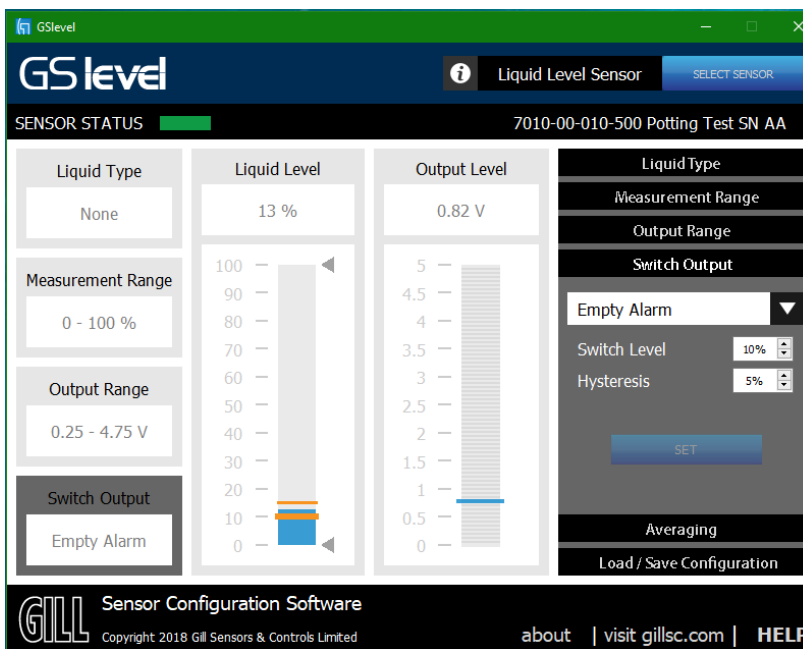 GSlevel
GSlevel
i Liquid Level Sensor SELECT SENSOR
SENSOR STATUS 7010-00-010-500 Potting Test SN AA
Liquid Type
None
Measurement Range
0 - 100 %
Output Range
0.25 - 4.75 V
Switch Output
Empty Alarm
Liquid Level
13 %
100
90
80
70
60
50
40
30
20
10
0
Output Level
0.82 V
5
4.5
4
3.5
3
2.5
2
1.5
1
0.5
0
Liquid Type
Measurement Range
Output Range
Switch Output
Empty Alarm
Switch Level 10%
Hysteresis 5%
SET
Averaging
Load / Save Configuration
GILL
Sensor Configuration Software
Copyright 2018 Gill Sensors & Controls Limited
about | visit gillsc.com | HELP